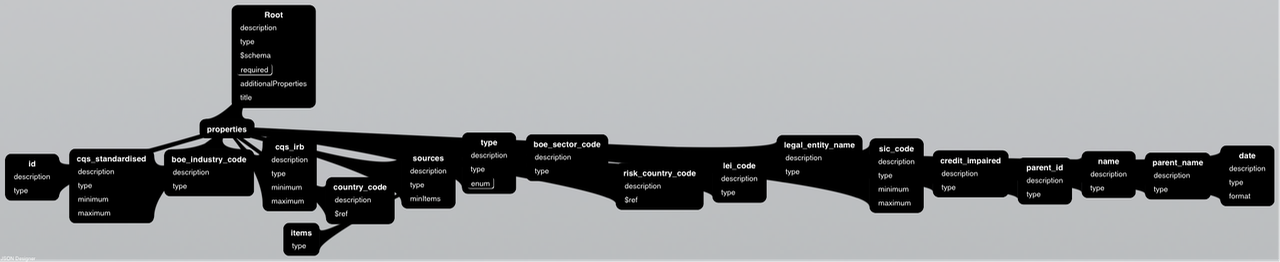 Root
description
type
$schema
required
additionalProperties
title
properties
id
description
type
cqs_standardised
description
type
minimum
maximum
boe_industry_code
description
type
cqs_irb
description
type
minimum
maximum
country_code
description
$ref
items
type
sources
description
type
minItems
type
description
type
enum
boe_sector_code
description
type
risk_country_code
description
$ref
lei_code
description
type
legal_entity_name
description
type
sic_code
description
type
minimum
maximum
credit_impaired
description
type
parent_id
description
type
name
description
type
parent_name
description
type
date
description
type
format
JSON Designer